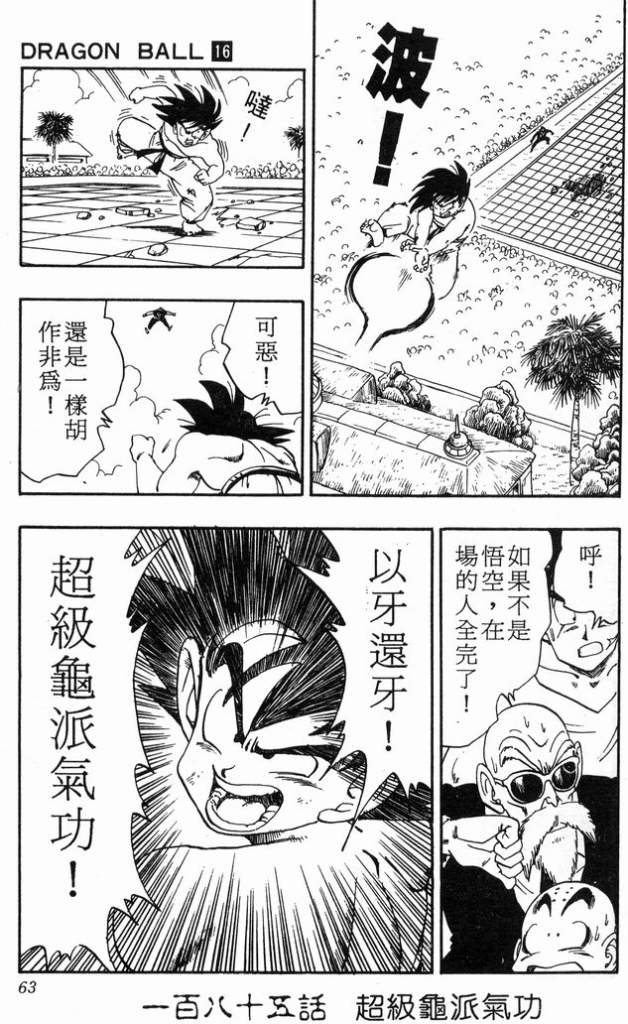 DRAGON BALL 16
波！
噠！
可惡！
還是一樣胡
作非爲！
呼！
如果不是
悟空，在
場的人全完了！
以牙還牙！
超級龜派氣功！
63
一百八十五話 超級龜派氣功